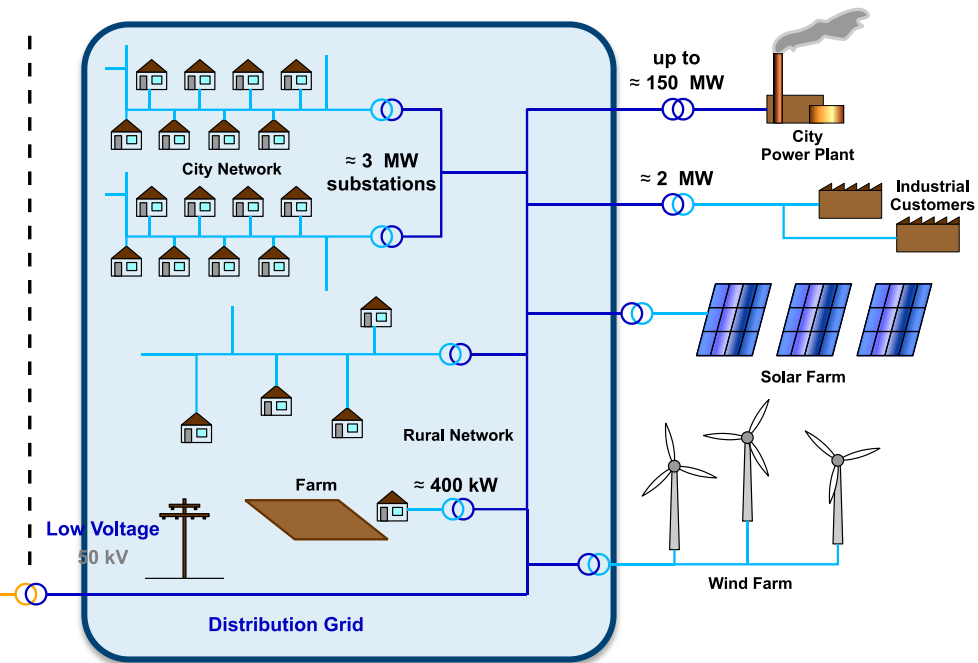 up to
≈ 150 MW
City
Power Plant
City Network
≈ 3 MW
substations
≈ 2 MW
Industrial
Customers
Solar Farm
Rural Network
Farm
≈ 400 kW
Low Voltage
50 kV
Wind Farm
Distribution Grid